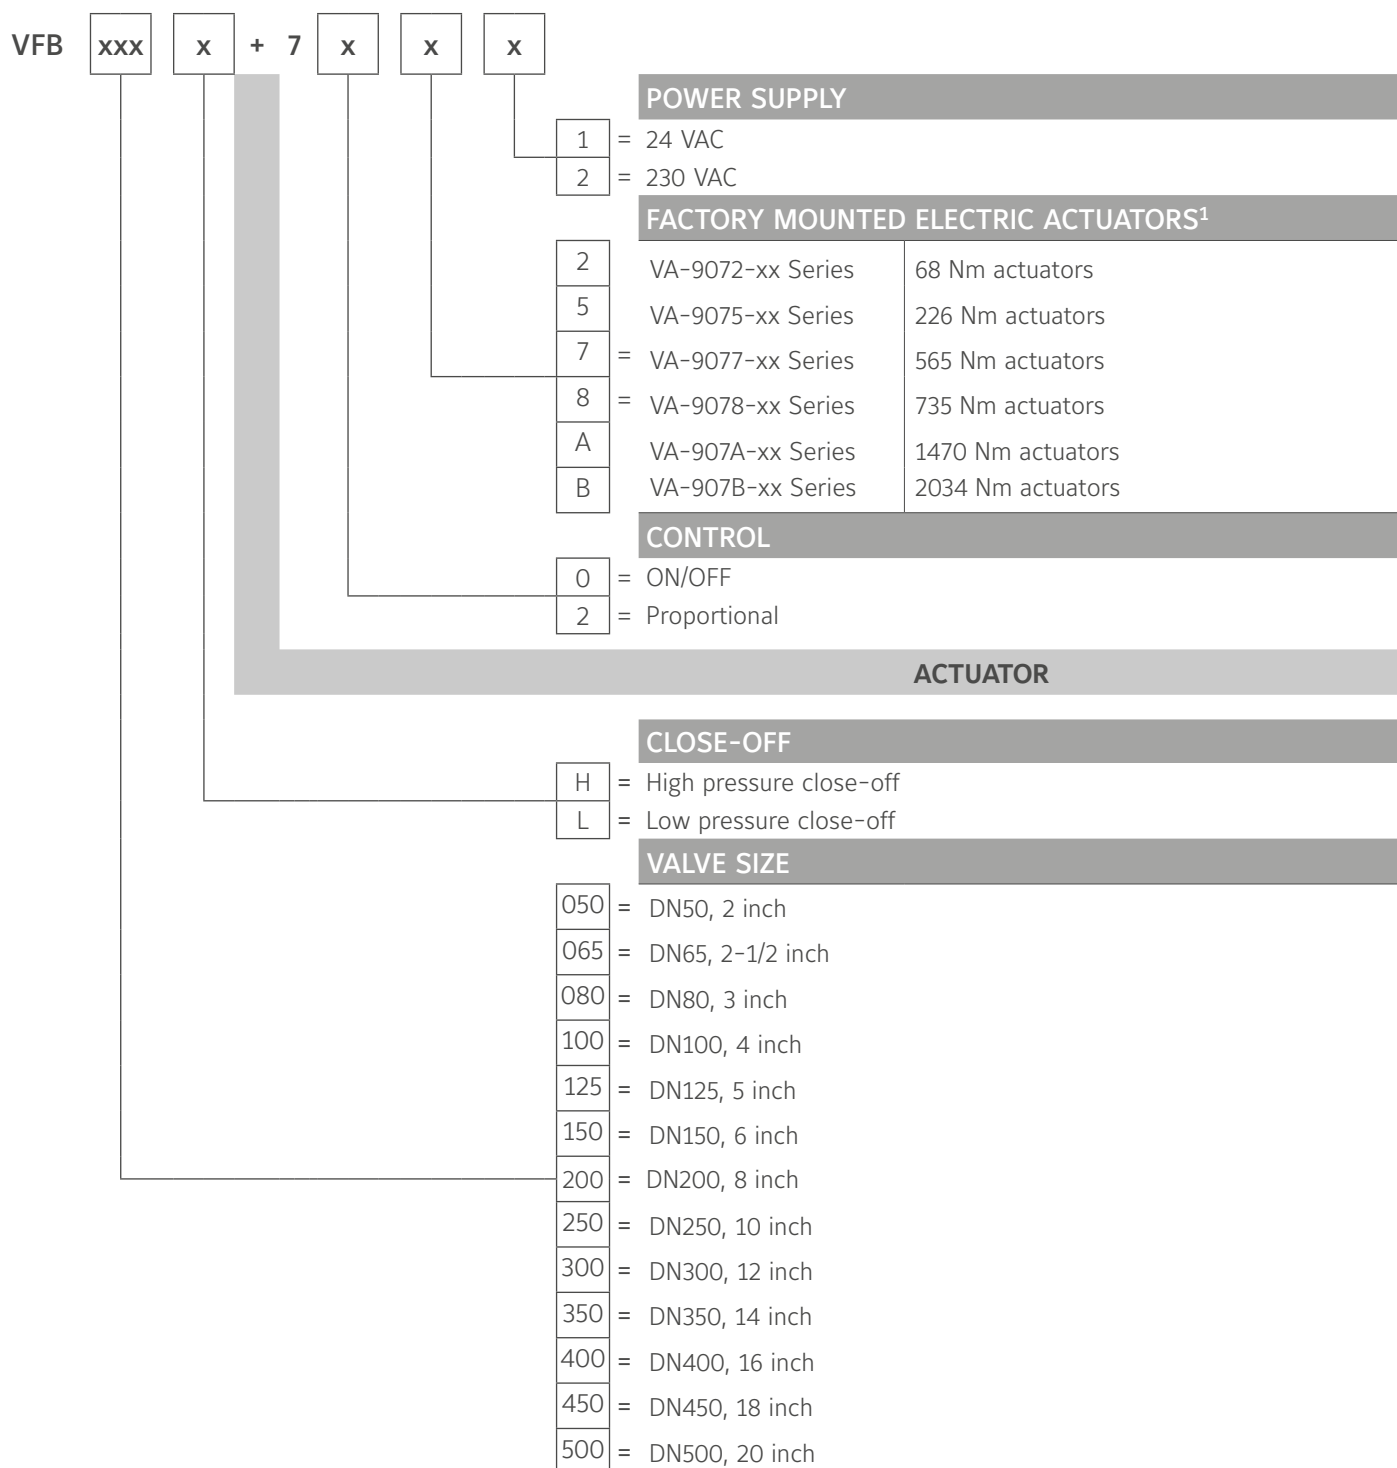 VFB xxx x + 7 x x x
POWER SUPPLY
1 = 24 VAC
2 = 230 VAC
FACTORY MOUNTED ELECTRIC ACTUATORS¹
2 VA-9072-xx Series 68 Nm actuators
5 VA-9075-xx Series 226 Nm actuators
7 = VA-9077-xx Series 565 Nm actuators
8 = VA-9078-xx Series 735 Nm actuators
A VA-907A-xx Series 1470 Nm actuators
B VA-907B-xx Series 2034 Nm actuators
CONTROL
0 = ON/OFF
2 = Proportional
ACTUATOR
CLOSE-OFF
H = High pressure close-off
L = Low pressure close-off
VALVE SIZE
050 = DN50, 2 inch
065 = DN65, 2-1/2 inch
080 = DN80, 3 inch
100 = DN100, 4 inch
125 = DN125, 5 inch
150 = DN150, 6 inch
200 = DN200, 8 inch
250 = DN250, 10 inch
300 = DN300, 12 inch
350 = DN350, 14 inch
400 = DN400, 16 inch
450 = DN450, 18 inch
500 = DN500, 20 inch